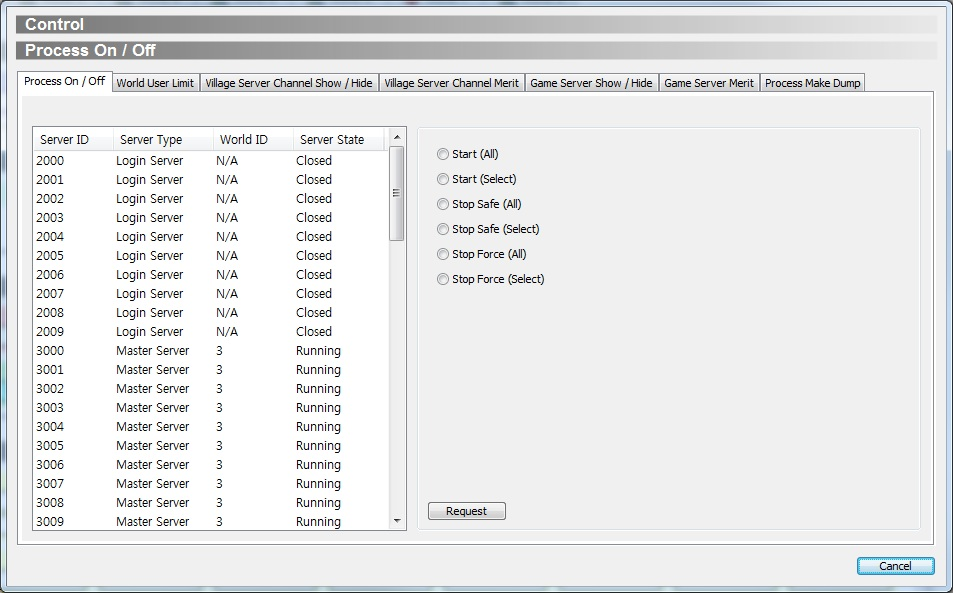 Control
Process On / Off
Process On / Off World User Limit Village Server Channel Show / Hide Village Server Channel Merit Game Server Show / Hide Game Server Merit Process Make Dump
Server ID Server Type World ID Server State
2000 Login Server N/A Closed
2001 Login Server N/A Closed
2002 Login Server N/A Closed
2003 Login Server N/A Closed
2004 Login Server N/A Closed
2005 Login Server N/A Closed
2006 Login Server N/A Closed
2007 Login Server N/A Closed
2008 Login Server N/A Closed
2009 Login Server N/A Closed
3000 Master Server 3 Running
3001 Master Server 3 Running
3002 Master Server 3 Running
3003 Master Server 3 Running
3004 Master Server 3 Running
3005 Master Server 3 Running
3006 Master Server 3 Running
3007 Master Server 3 Running
3008 Master Server 3 Running
3009 Master Server 3 Running
Start (All)
Start (Select)
Stop Safe (All)
Stop Safe (Select)
Stop Force (All)
Stop Force (Select)
Request
Cancel